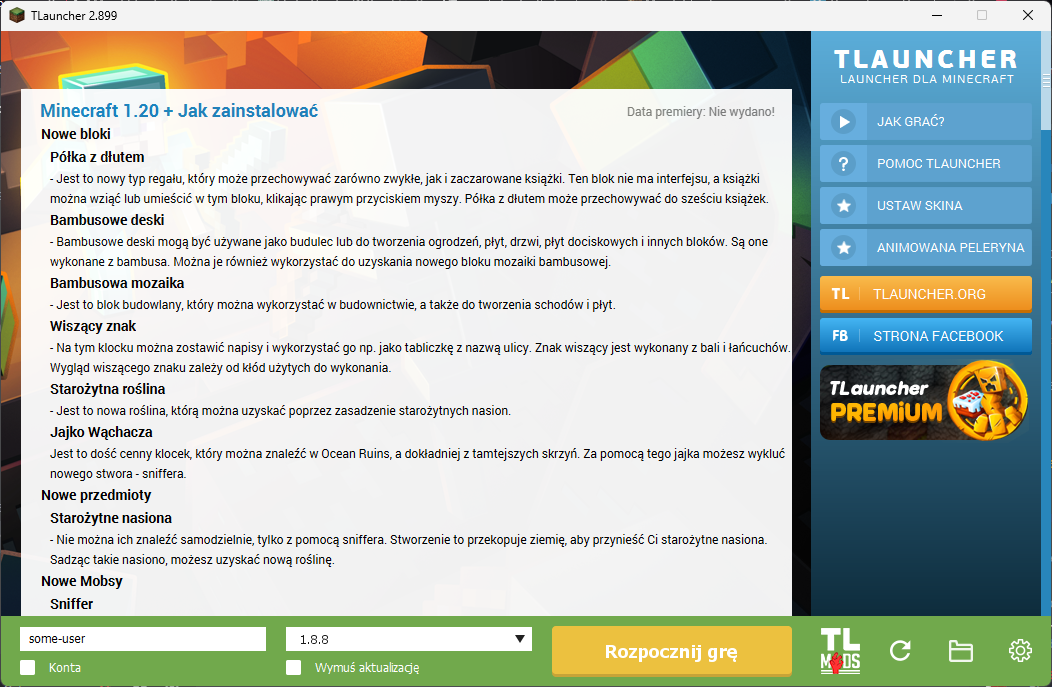 TLauncher 2.899
Minecraft 1.20 + Jak zainstalować
Data premiery: Nie wydano!
Nowe bloki
Półka z dłutem
- Jest to nowy typ regału, który może przechowywać zarówno zwykłe, jak i zaczarowane książki. Ten blok nie ma interfejsu, a książki
można wziąć lub umieścić w tym bloku, klikając prawym przyciskiem myszy. Półka z dłutem może przechowywać do sześciu książek.
Bambusowe deski
- Bambusowe deski mogą być używane jako budulec lub do tworzenia ogrodzeń, płyt, drzwi, płyt dociskowych i innych bloków. Są one
wykonane z bambusa. Można je również wykorzystać do uzyskania nowego bloku mozaiki bambusowej.
Bambusowa mozaika
- Jest to blok budowlany, który można wykorzystać w budownictwie, a także do tworzenia schodów i płyt.
Wiszący znak
- Na tym klocku można zostawić napisy i wykorzystać go np. jako tabliczkę z nazwą ulicy. Znak wiszący jest wykonany z bali i łańcuchów.
Wygląd wiszącego znaku zależy od kłód użytych do wykonania.
Starożytna roślina
- Jest to nowa roślina, którą można uzyskać poprzez zasadzenie starożytnych nasion.
Jajko Wąchacza
Jest to dość cenny klocek, który można znaleźć w Ocean Ruins, a dokładniej z tamtejszych skrzyń. Za pomocą tego jajka możesz wykluć
nowego stwora - sniffera.
Nowe przedmioty
Starożytne nasiona
- Nie można ich znaleźć samodzielnie, tylko z pomocą sniffera. Stworzenie to przekopuje ziemię, aby przynieść Ci starożytne nasiona.
Sadząc takie nasiono, możesz uzyskać nową roślinę.
Nowe Mobsy
Sniffer
TLAUNCHER
LAUNCHER DLA MINECRAFT
JAK GRAĆ?
? POMOC TLAUNCHER
USTAW SKINA
ANIMOWANA PELERYNA
TL TLAUNCHER.ORG
FB STRONA FACEBOOK
TLauncher
PREMIUM
some-user
1.8.8
Konta
Wymuś aktualizację
Rozpocznij grę
TL
MODS